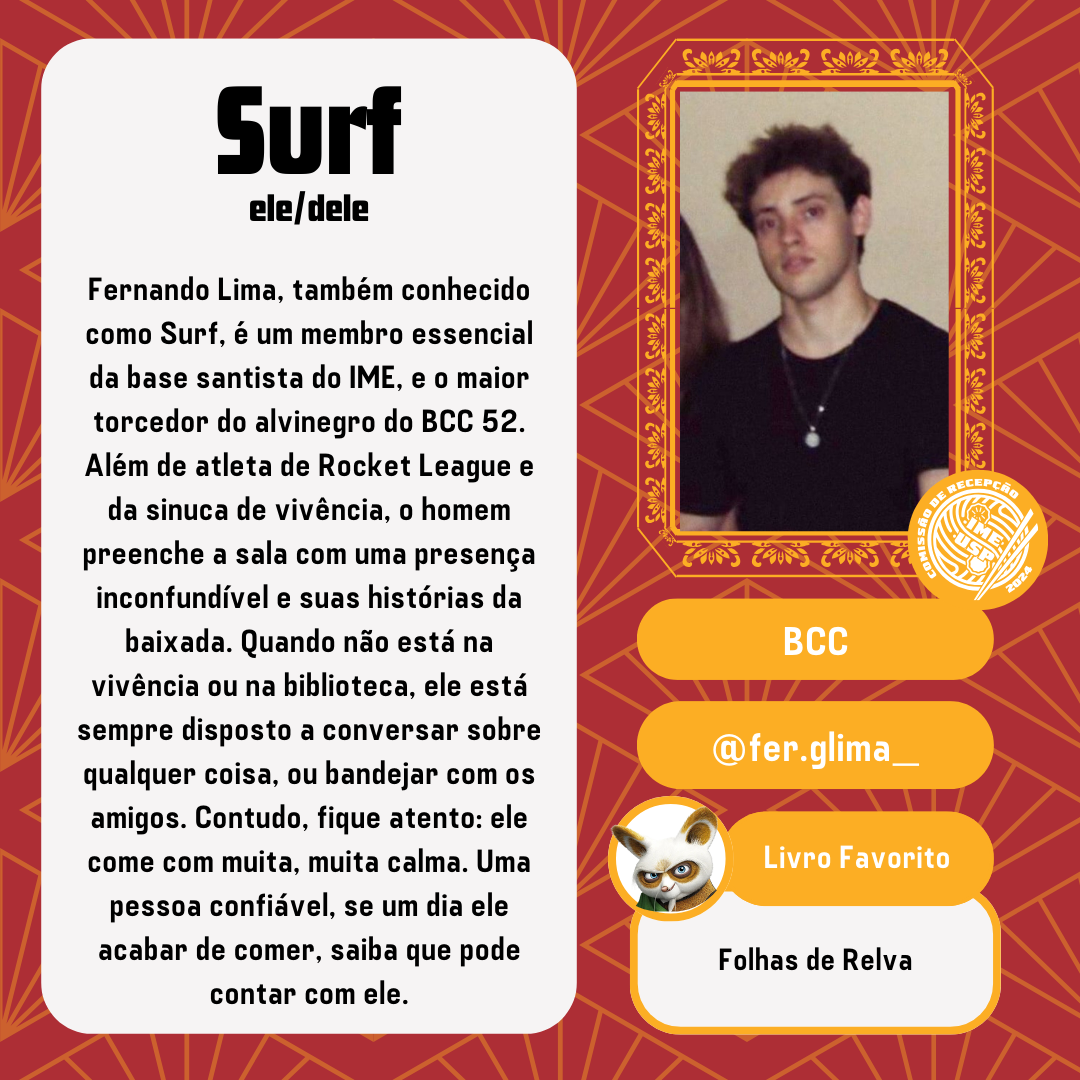 Surf
ele/dele
Fernando Lima, também conhecido
como Surf, é um membro essencial
da base santista do IME, e o maior
torcedor do alvinegro do BCC 52.
Além de atleta de Rocket League e
da sinuca de vivência, o homem
preenche a sala com uma presença
inconfundível e suas histórias da
baixada. Quando não está na
vivência ou na biblioteca, ele está
sempre disposto a conversar sobre
qualquer coisa, ou bandejar com os
amigos. Contudo, fique atento: ele
come com muita, muita calma. Uma
pessoa confiável, se um dia ele
acabar de comer, saiba que pode
contar com ele.
COMISSÃO DE RECEPÇÃO
IME
USP
2024
BCC
@fer.glima__
Livro Favorito
Folhas de Relva